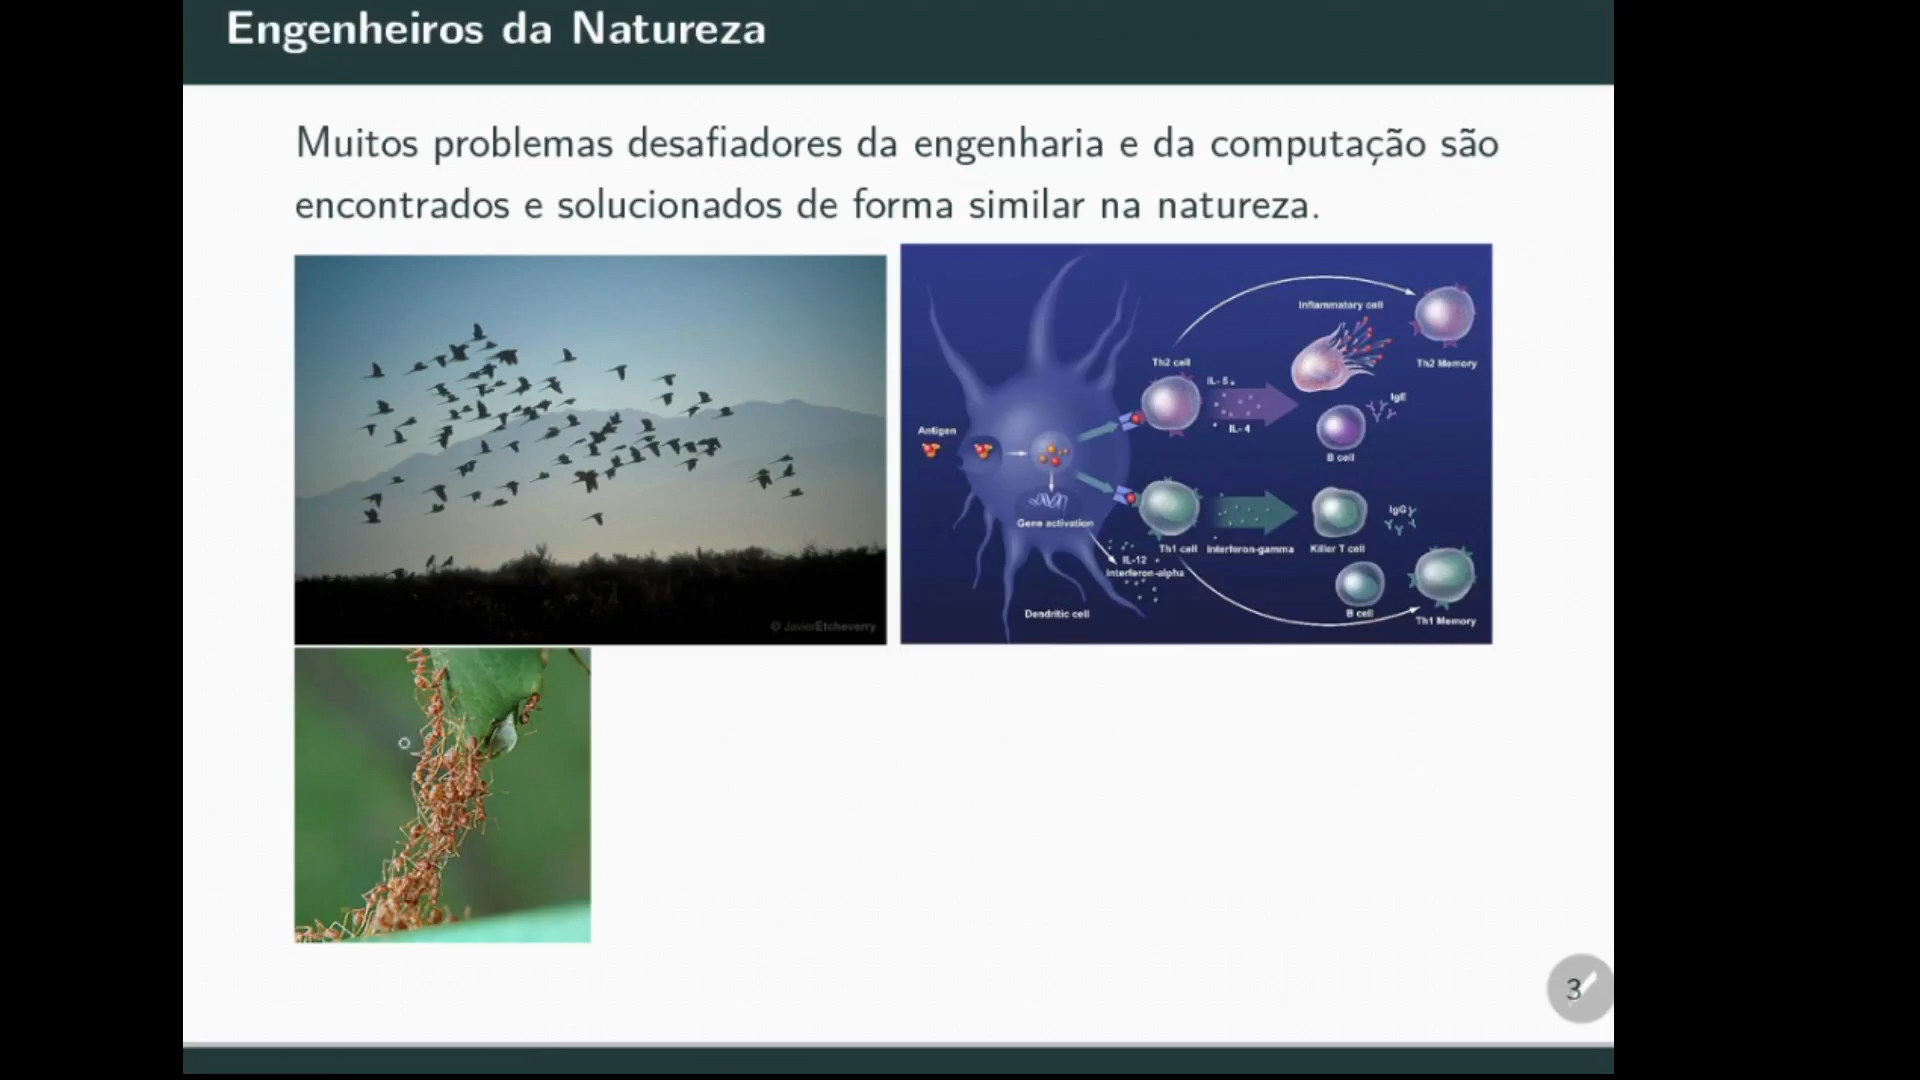 Engenheiros da Natureza
Muitos problemas desafiadores da engenharia e da computação são
encontrados e solucionados de forma similar na natureza.
© JavierEtcheverry
Inflammatory cell
Th2 cell
Th2 Memory
IL-5
IgE
IL-4
Antigen
B cell
Gene activation
IgG
Th1 cell
Interferon-gamma
Killer T cell
IL-12
Interferon-alpha
Dendritic cell
B cell
Th1 Memory
3